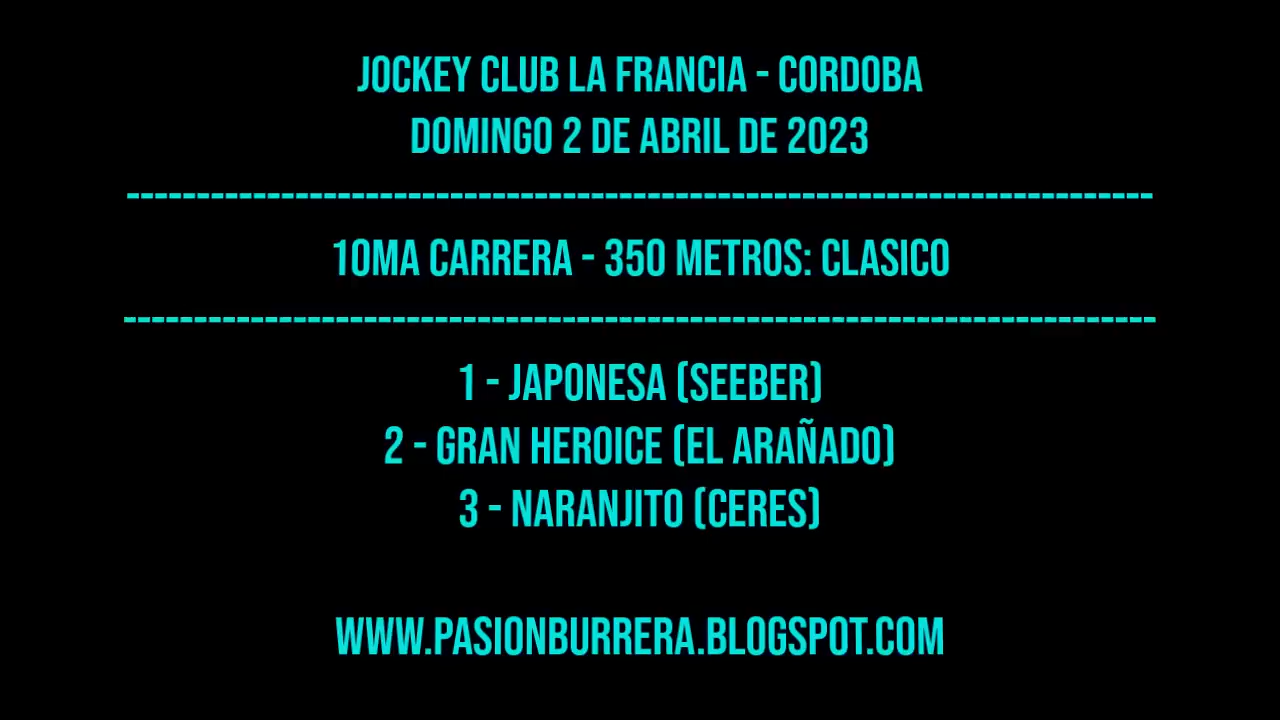 JOCKEY CLUB LA FRANCIA - CORDOBA
DOMINGO 2 DE ABRIL DE 2023
-------------------------------------------------------------------------
10MA CARRERA - 350 METROS: CLASICO
-------------------------------------------------------------------------
1 - JAPONESA (SEEBER)
2 - GRAN HEROICE (EL ARAÑADO)
3 - NARANJITO (CERES)
WWW.PASIONBURRERA.BLOGSPOT.COM